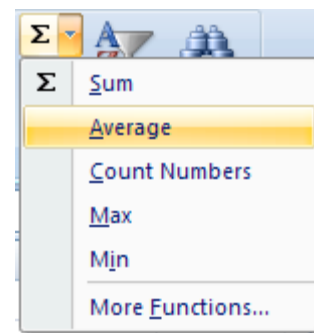 Σ
A
Σ Sum
Average
Count Numbers
Max
Min
More Functions...